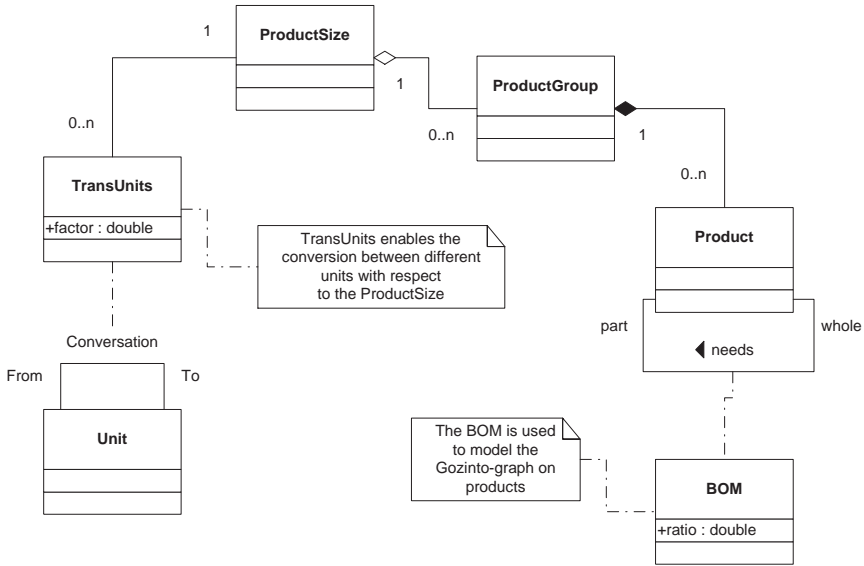 1
ProductSize
1
ProductGroup
0..n
1
0..n
0..n
TransUnits
+factor : double
TransUnits enables the
conversion between different
units with respect
to the ProductSize
Product
part
whole
◀ needs
Conversation
From
To
Unit
The BOM is used
to model the
Gozinto-graph on
products
BOM
+ratio : double